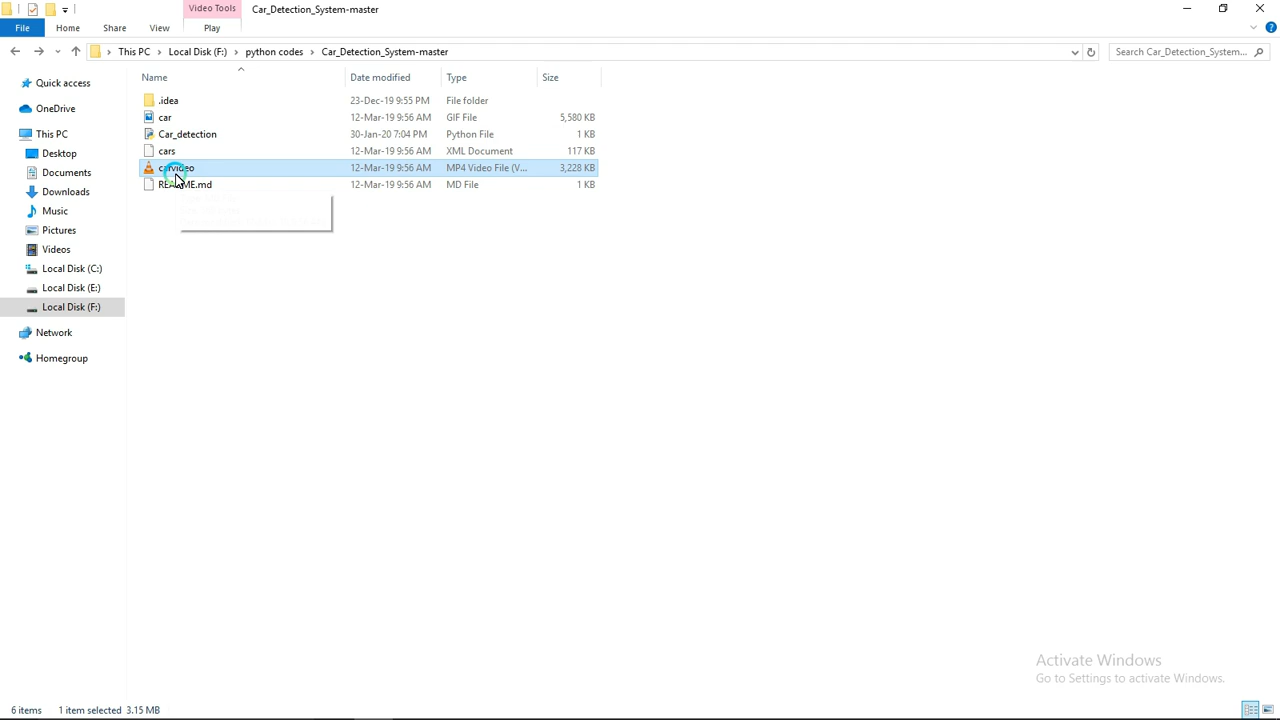 Video Tools Car_Detection_System-master
File Home Share View Play
This PC Local Disk (F:) python codes Car_Detection_System-master Search Car_Detection_System...
Name Date modified Type Size
Quick access
OneDrive
This PC
Desktop
Documents
Downloads
Music
Pictures
Videos
Local Disk (C:)
Local Disk (E:)
Local Disk (F:)
Network
Homegroup
.idea 23-Dec-19 9:55 PM File folder
car 12-Mar-19 9:56 AM GIF File 5,580 KB
Car_detection 30-Jan-20 7:04 PM Python File 1 KB
cars 12-Mar-19 9:56 AM XML Document 117 KB
carvideo 12-Mar-19 9:56 AM MP4 Video File (V... 3,228 KB
README.md 12-Mar-19 9:56 AM MD File 1 KB
Activate Windows
Go to Settings to activate Windows.
6 items 1 item selected 3.15 MB